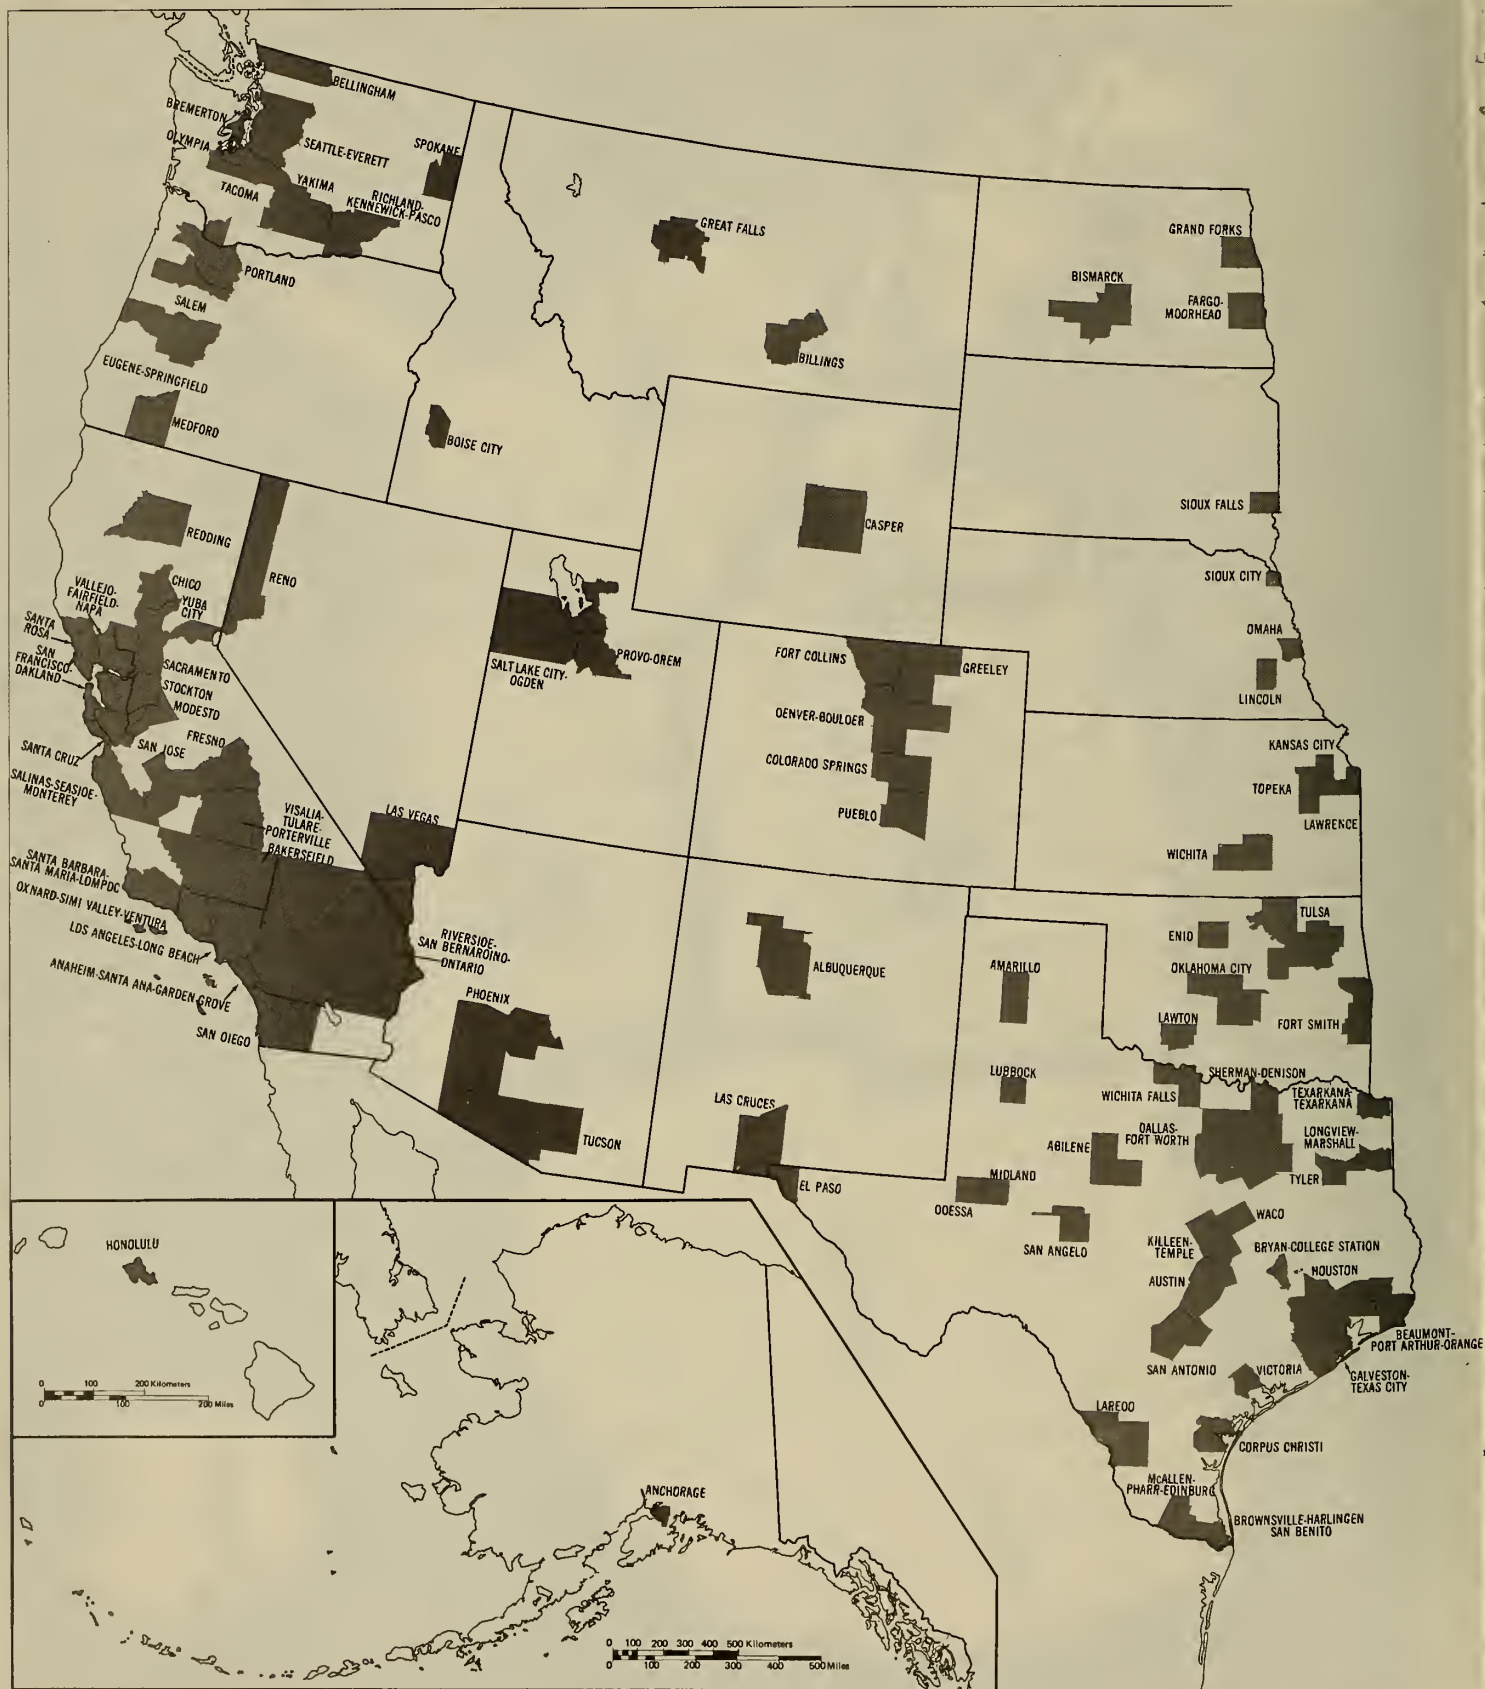 BELLINGHAM
BREMERTON
OLYMPIA
SEATTLE-EVERETT
SPOKANE
TACOMA
YAKIMA
RICHLAND-
KENNEWICK-PASCO
PORTLAND
SALEM
EUGENE-SPRINGFIELD
MEDFORD
GREAT FALLS
BILLINGS
BOISE CITY
GRAND FORKS
BISMARCK
FARGO-
MOORHEAD
CASPER
SIOUX FALLS
SIOUX CITY
OMAHA
LINCOLN
REDDING
RENO
CHICO
YUBA
CITY
VALLEJO-
FAIRFIELD-
NAPA
SANTA
ROSA
SAN
FRANCISCO-
OAKLAND
SACRAMENTO
STOCKTON
MODESTO
SANTA CRUZ
SAN JOSE
FRESNO
SALINAS-SEASIDE-
MONTEREY
VISALIA-
TULARE-
PORTERVILLE
BAKERSFIELD
LAS VEGAS
SANTA BARBARA-
SANTA MARIA-LOMPOC
OXNARD-SIMI VALLEY-VENTURA
LOS ANGELES-LONG BEACH
ANAHEIM-SANTA ANA-GARDEN GROVE
SAN DIEGO
RIVERSIDE-
SAN BERNARDINO-
ONTARIO
SALT LAKE CITY-
OGDEN
PROVO-OREM
FORT COLLINS
GREELEY
DENVER-BOULDER
COLORADO SPRINGS
PUEBLO
KANSAS CITY
TOPEKA
LAWRENCE
WICHITA
PHOENIX
TUCSON
ALBUQUERQUE
LAS CRUCES
EL PASO
TULSA
ENID
OKLAHOMA CITY
LAWTON
FORT SMITH
AMARILLO
LUBBOCK
SHERMAN-DENISON
WICHITA FALLS
TEXARKANA-
TEXARKANA
DALLAS-
FORT WORTH
LONGVIEW-
MARSHALL
ABILENE
TYLER
MIDLAND
ODESSA
SAN ANGELO
WACO
KILLEEN-
TEMPLE
BRYAN-COLLEGE STATION
AUSTIN
HOUSTON
BEAUMONT-
PORT ARTHUR-ORANGE
SAN ANTONIO
VICTORIA
GALVESTON-
TEXAS CITY
LAREDO
CORPUS CHRISTI
McALLEN-
PHARR-EDINBURG
BROWNSVILLE-HARLINGEN
SAN BENITO
HONOLULU
0 100 200 Kilometers
0 100 200 Miles
ANCHORAGE
0 100 200 300 400 500 Kilometers
0 100 200 300 400 500 Miles